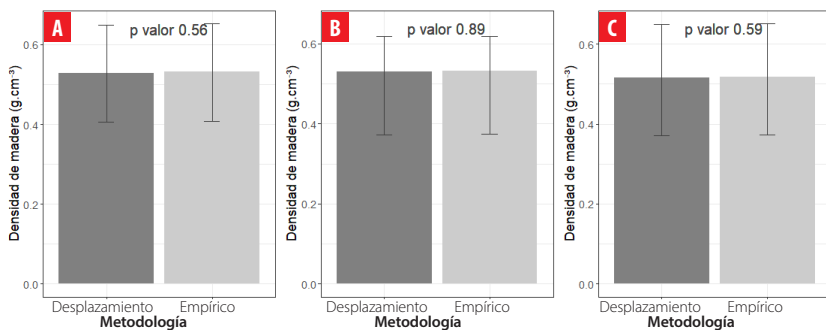 A
p valor 0.56
Densidad de madera (g.cm⁻³)
0.6
0.4
0.2
0.0
Desplazamiento Empírico
Metodología
B
p valor 0.89
Densidad de madera (g.cm⁻³)
0.6
0.4
0.2
0.0
Desplazamiento Empírico
Metodología
C
p valor 0.59
Densidad de madera (g.cm⁻³)
0.6
0.4
0.2
0.0
Desplazamiento Empírico
Metodología